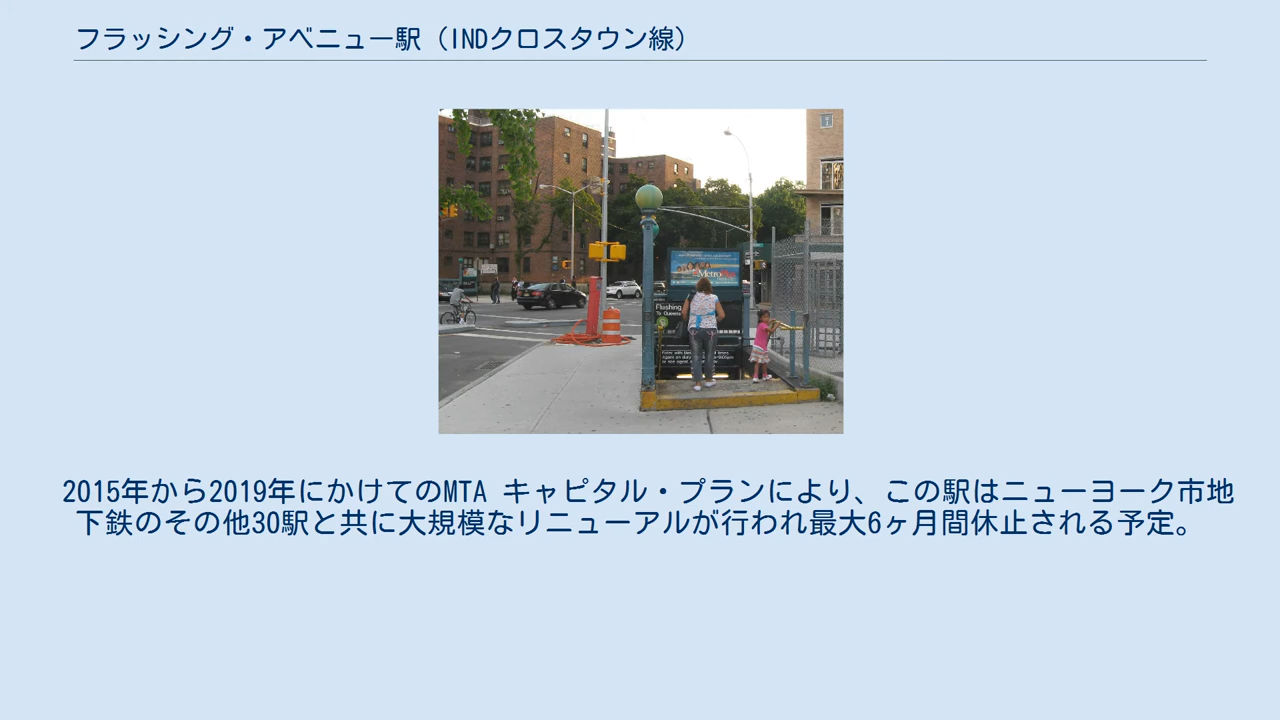 フラッシング・アベニュー駅（INDクロスタウン線）
Metro
Flushing
To Queens
2015年から2019年にかけてのMTA キャピタル・プランにより、この駅はニューヨーク市地
下鉄のその他30駅と共に大規模なリニューアルが行われ最大6ヶ月間休止される予定。